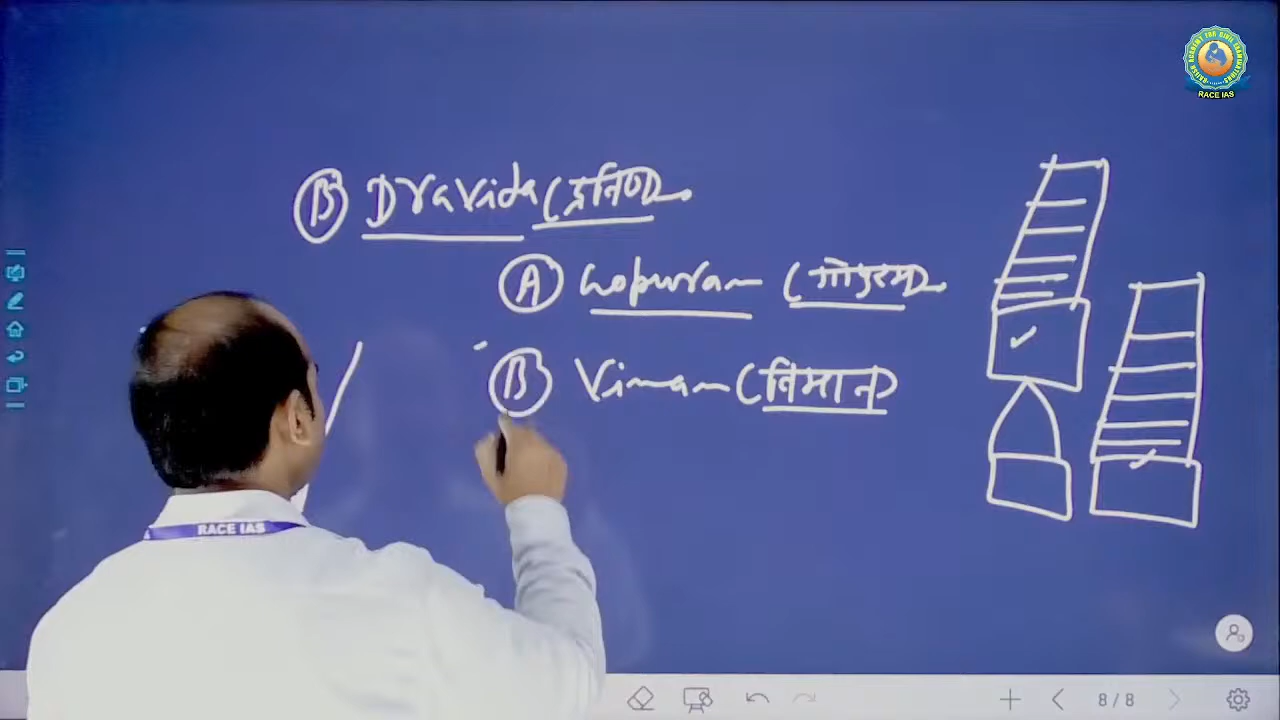 RACE IAS
Ⓑ Dravida (द्रविण)
Ⓐ Gopuram (गोपुरम)
Ⓑ Viman (विमान)
RACE IAS
8/8